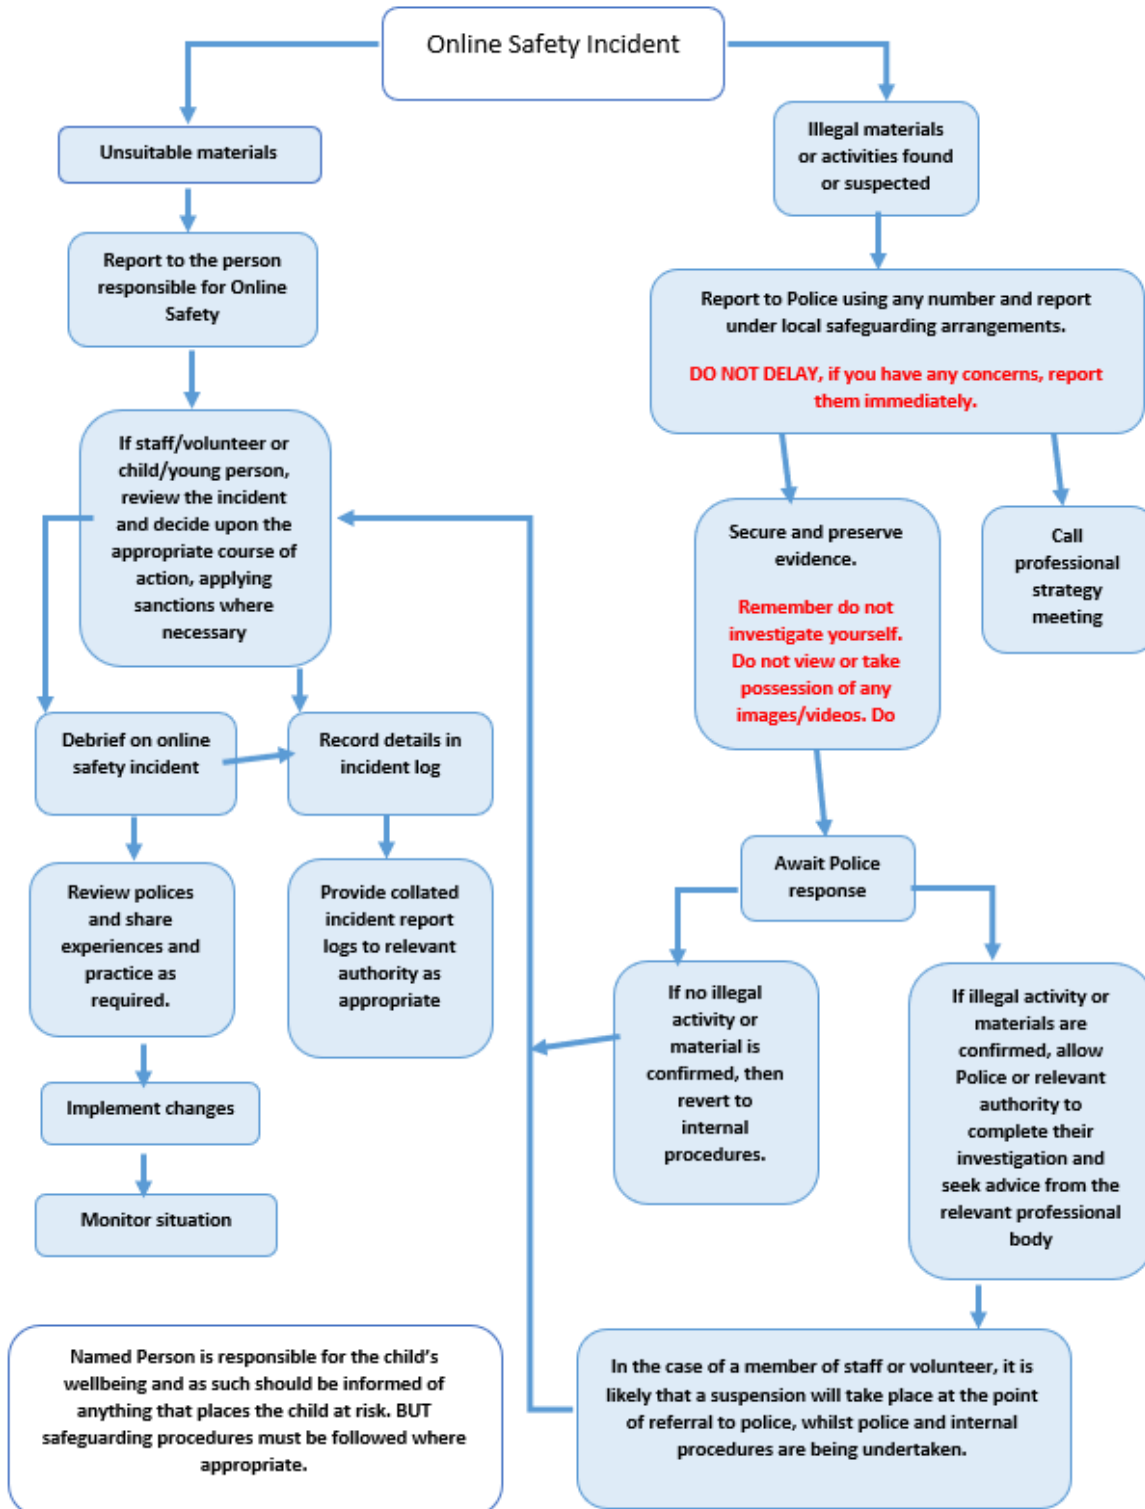 Online Safety Incident
Unsuitable materials
Illegal materials
or activities found
or suspected
Report to the person
responsible for Online
Safety
Report to Police using any number and report
under local safeguarding arrangements.
DO NOT DELAY, if you have any concerns, report
them immediately.
If staff/volunteer or
child/young person,
review the incident
and decide upon the
appropriate course of
action, applying
sanctions where
necessary
Secure and preserve
evidence.
Remember do not
investigate yourself.
Do not view or take
possession of any
images/videos. Do
Call
professional
strategy
meeting
Debrief on online
safety incident
Record details in
incident log
Await Police
response
Review polices
and share
experiences and
practice as
required.
Provide collated
incident report
logs to relevant
authority as
appropriate
If no illegal
activity or
material is
confirmed, then
revert to
internal
procedures.
If illegal activity or
materials are
confirmed, allow
Police or relevant
authority to
complete their
investigation and
seek advice from the
relevant professional
body
Implement changes
Monitor situation
Named Person is responsible for the child's
wellbeing and as such should be informed of
anything that places the child at risk. BUT
safeguarding procedures must be followed where
appropriate.
In the case of a member of staff or volunteer, it is
likely that a suspension will take place at the point
of referral to police, whilst police and internal
procedures are being undertaken.